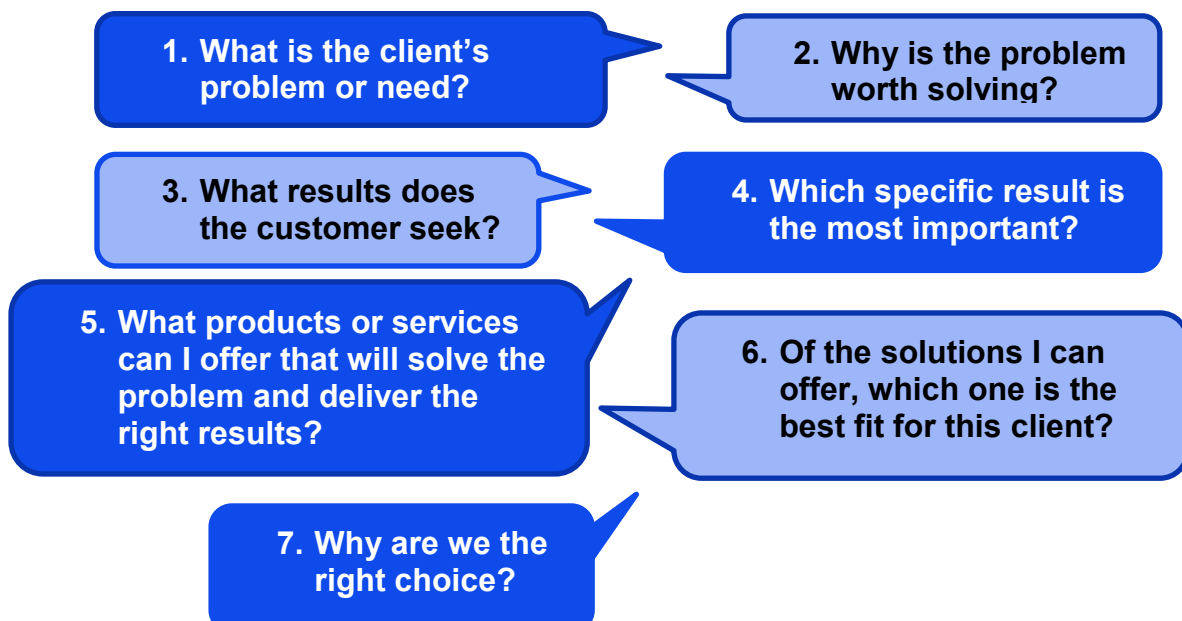 1. What is the client’s
problem or need?
2. Why is the problem
worth solving?
3. What results does
the customer seek?
4. Which specific result is
the most important?
5. What products or services
can I offer that will solve the
problem and deliver the
right results?
6. Of the solutions I can
offer, which one is the
best fit for this client?
7. Why are we the
right choice?